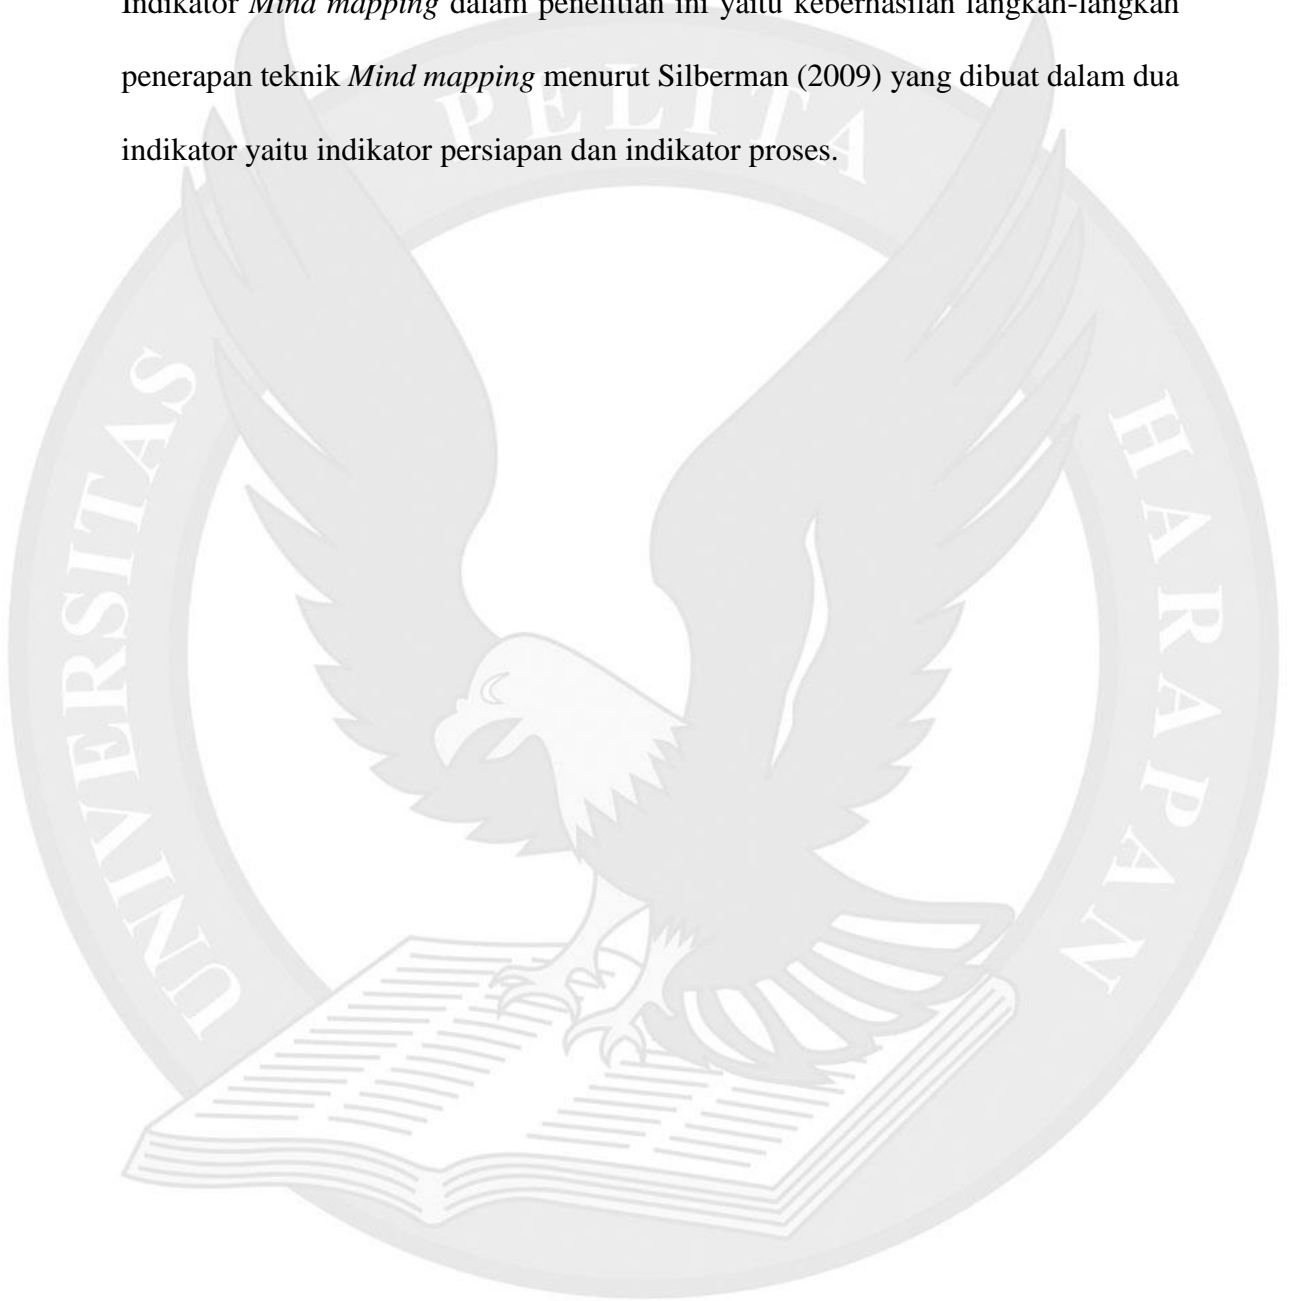 Indikator Mind mapping dalam penelitian ini yaitu keberhasilan langkah-langkah
penerapan teknik Mind mapping menurut Silberman (2009) yang dibuat dalam dua
indikator yaitu indikator persiapan dan indikator proses.
UNIVERSITAS PELITA HARAPAN